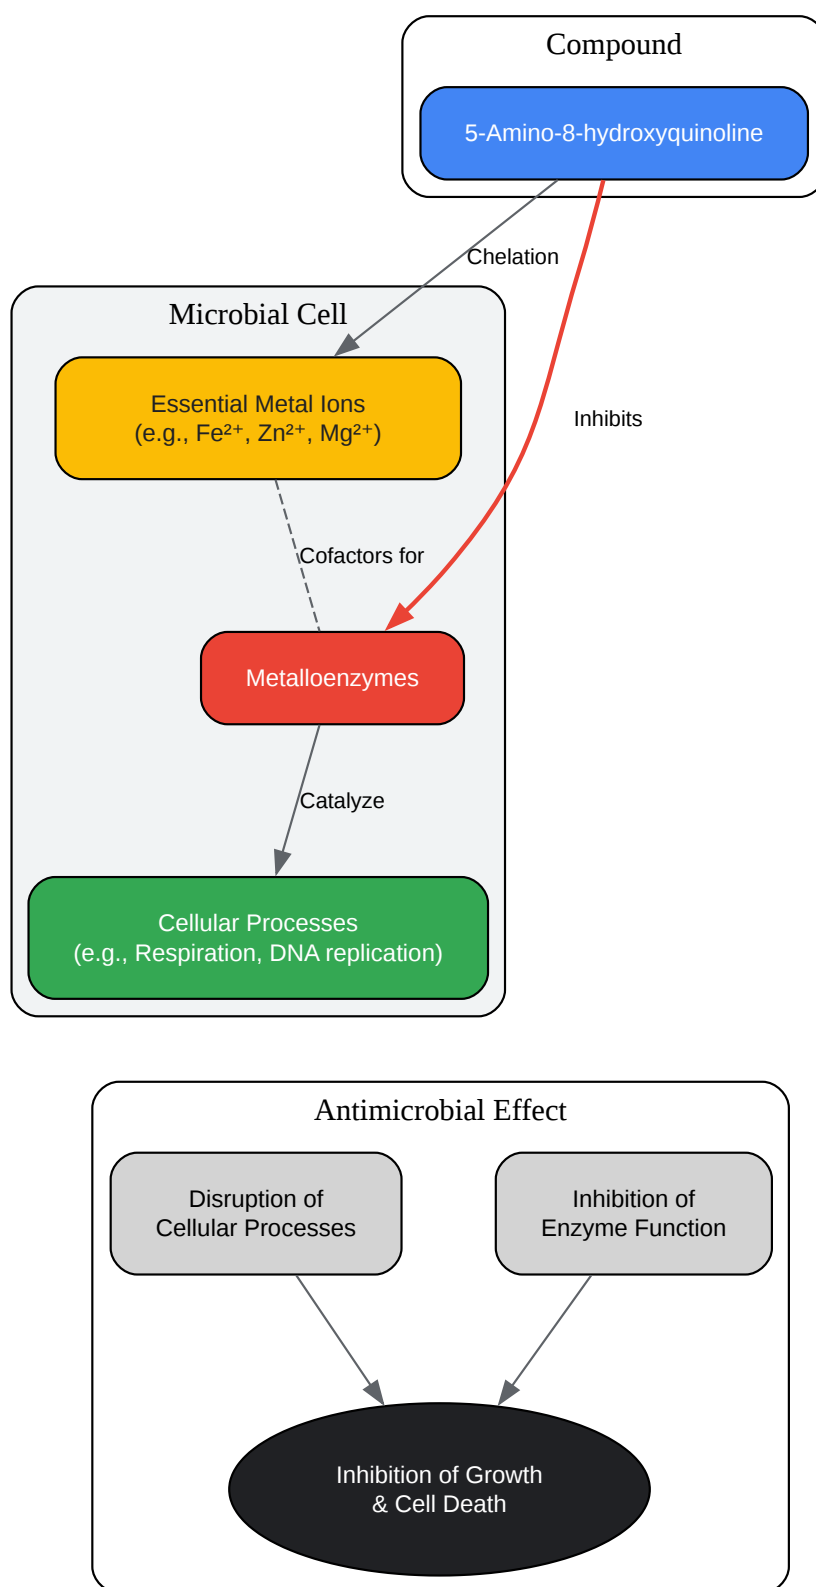 Compound
5-Amino-8-hydroxyquinoline
Chelation
Microbial Cell
Essential Metal Ions
(e.g., Fe²⁺, Zn²⁺, Mg²⁺)
Inhibits
Cofactors for
Metalloenzymes
Catalyze
Cellular Processes
(e.g., Respiration, DNA replication)
Antimicrobial Effect
Disruption of
Cellular Processes
Inhibition of
Enzyme Function
Inhibition of Growth
& Cell Death